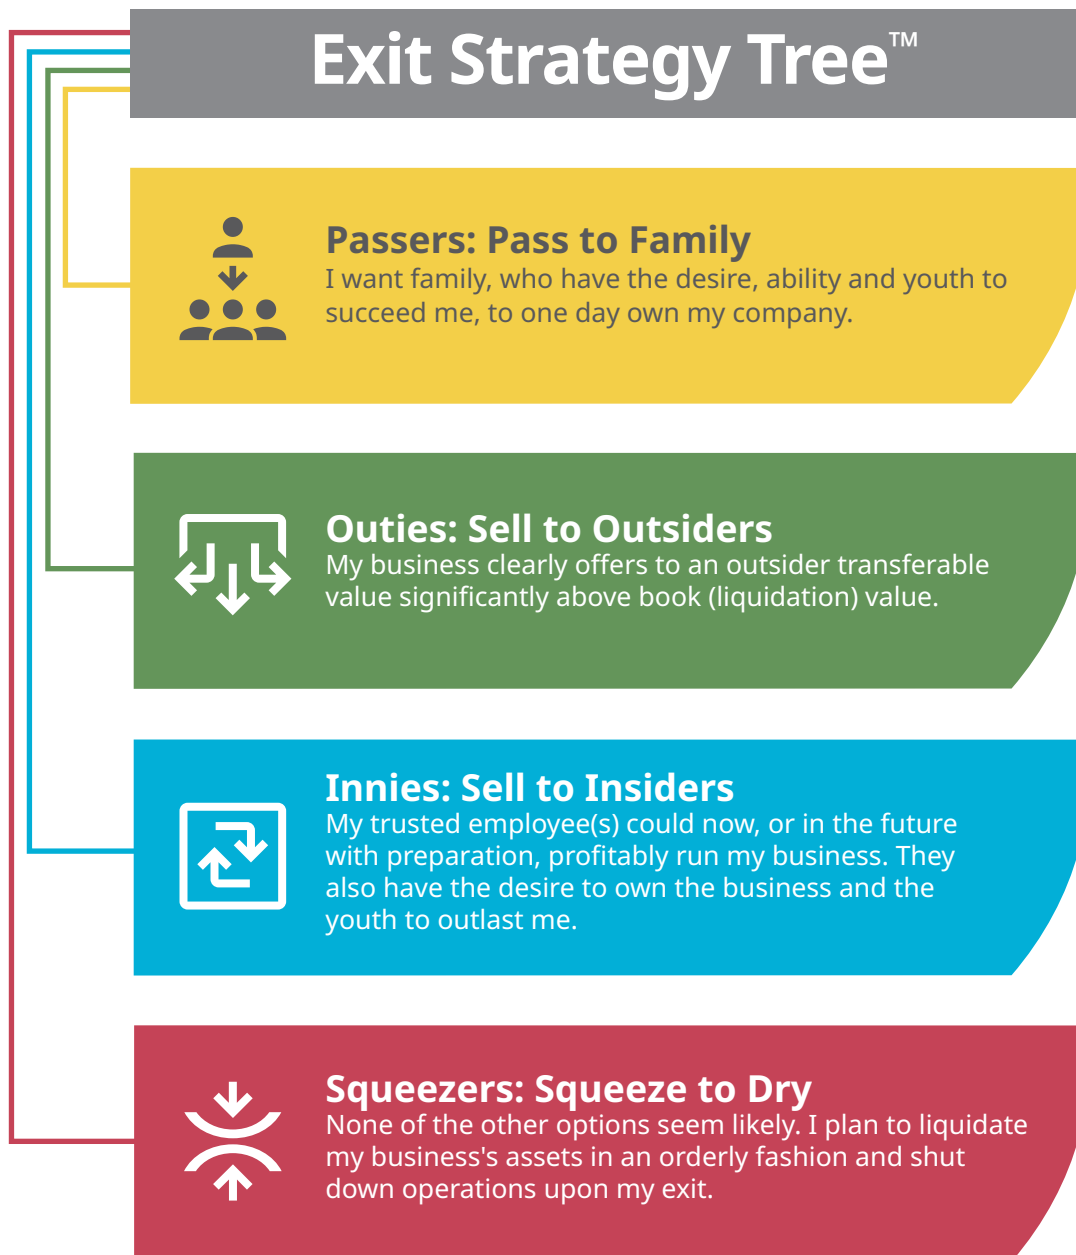 Exit Strategy Tree™
Passers: Pass to Family
I want family, who have the desire, ability and youth to
succeed me, to one day own my company.
Outies: Sell to Outsiders
My business clearly offers to an outsider transferable
value significantly above book (liquidation) value.
Innies: Sell to Insiders
My trusted employee(s) could now, or in the future
with preparation, profitably run my business. They
also have the desire to own the business and the
youth to outlast me.
Squeezers: Squeeze to Dry
None of the other options seem likely. I plan to liquidate
my business's assets in an orderly fashion and shut
down operations upon my exit.